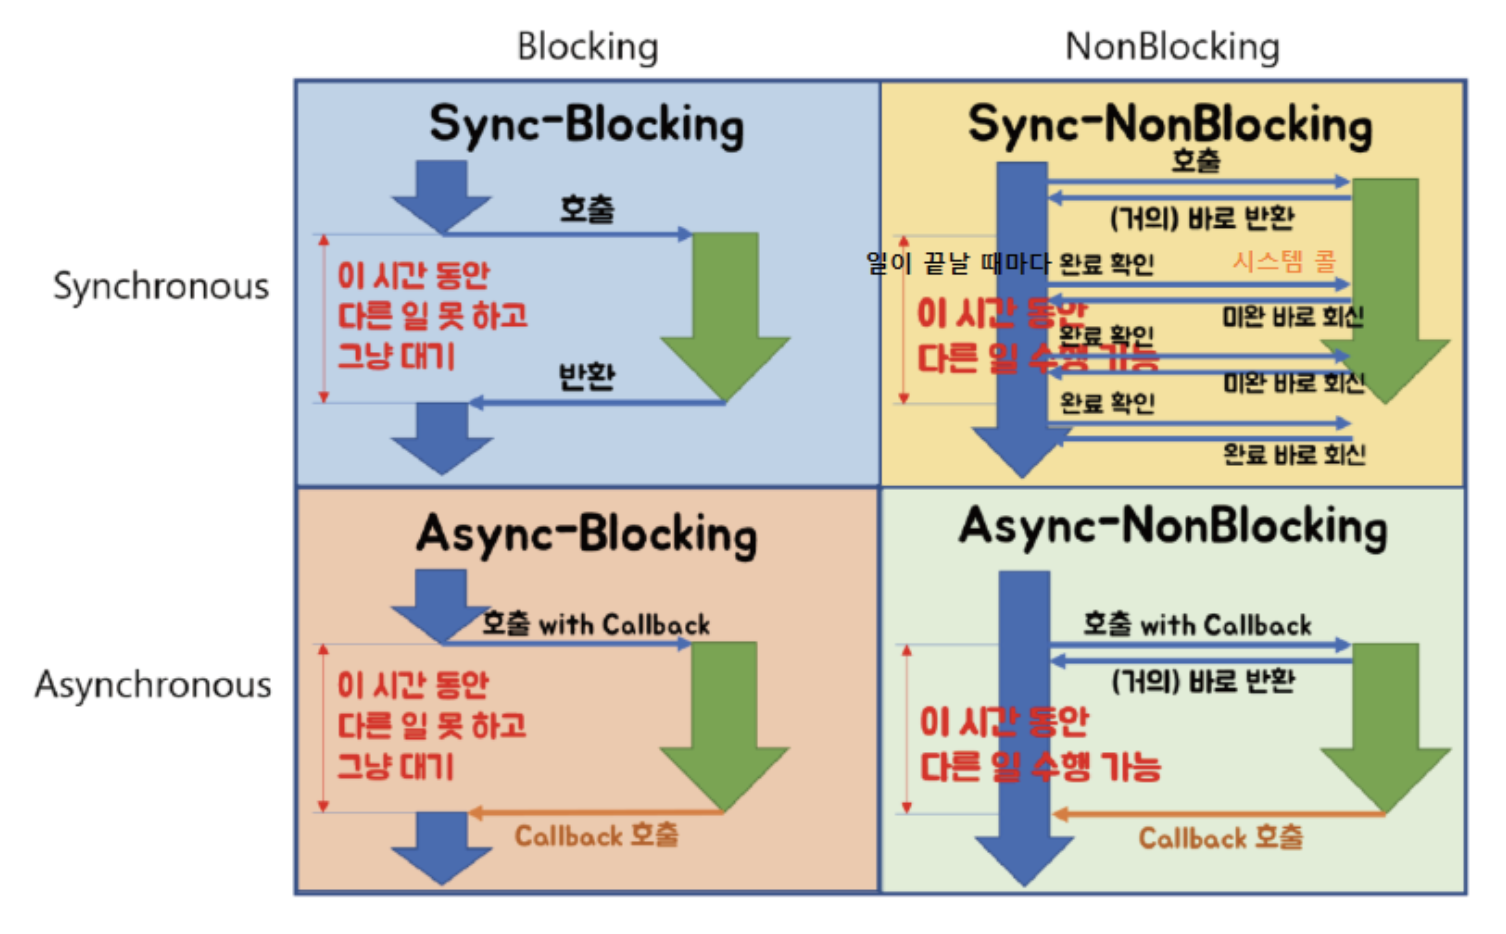 Blocking
NonBlocking
Synchronous
Asynchronous
Sync-Blocking
호출
이 시간 동안
다른 일 못 하고
그냥 대기
반환
Sync-NonBlocking
호출
(거의) 바로 반환
일이 끝날 때마다 완료 확인
시스템 콜
이 시간 동안
다른 일 수행 가능
미완 바로 회신
완료 확인
미완 바로 회신
완료 확인
완료 바로 회신
Async-Blocking
호출 with Callback
이 시간 동안
다른 일 못 하고
그냥 대기
Callback 호출
Async-NonBlocking
호출 with Callback
(거의) 바로 반환
이 시간 동안
다른 일 수행 가능
Callback 호출